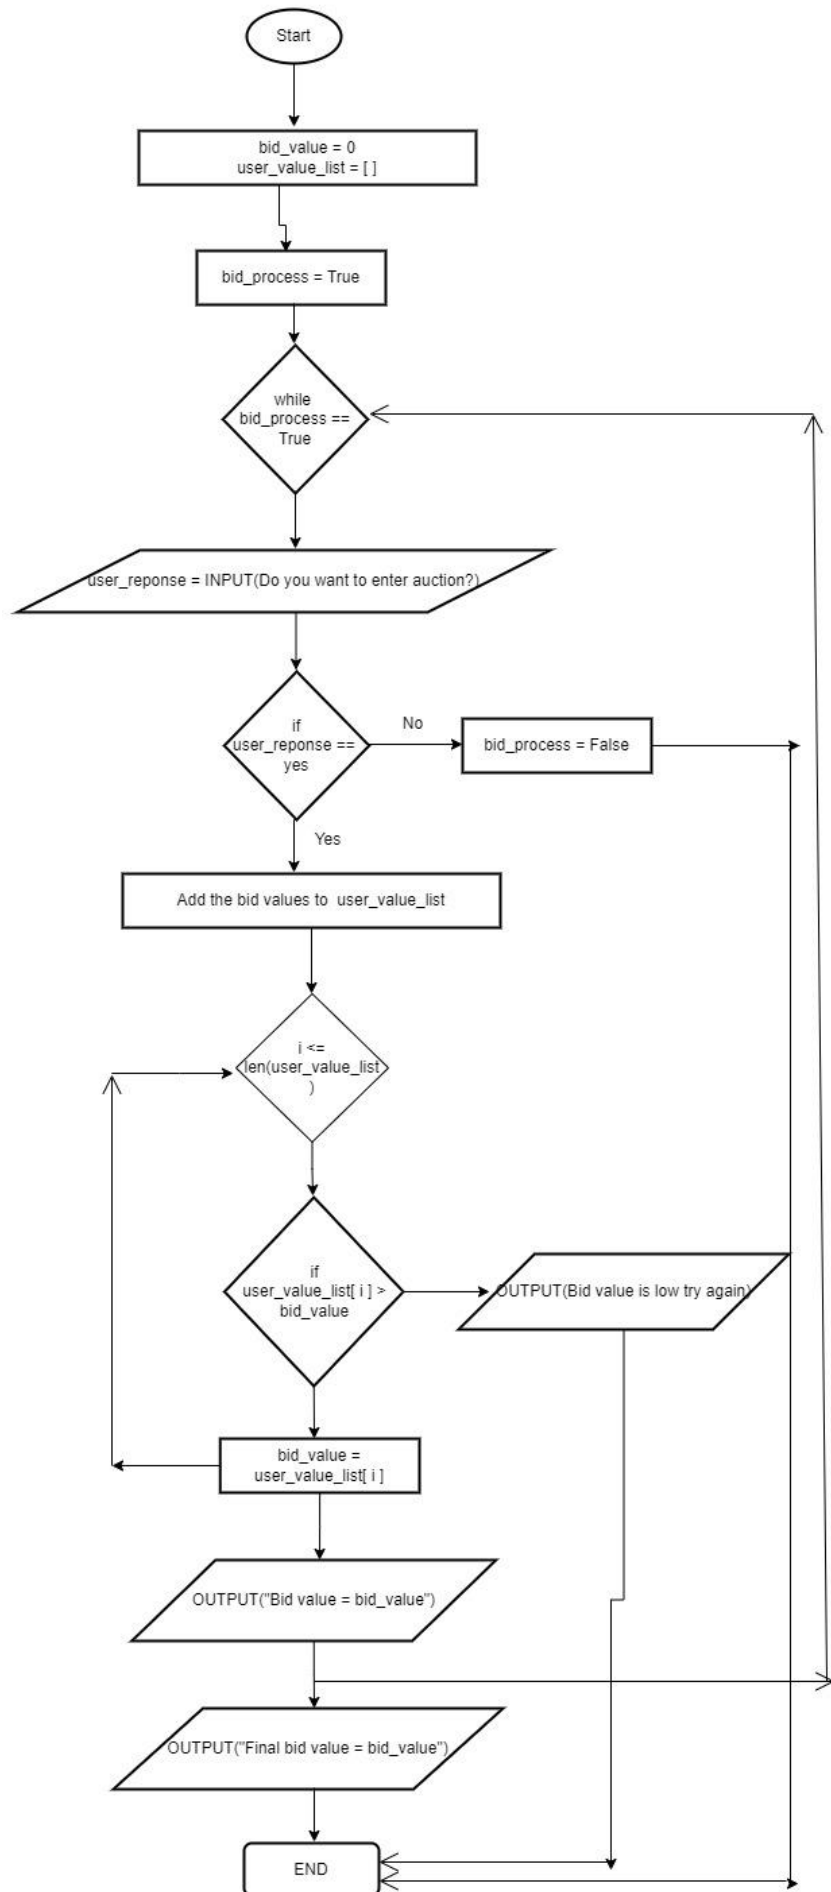 Start
bid_value = 0
user_value_list = [ ]
bid_process = True
while
bid_process ==
True
user_reponse = INPUT(Do you want to enter auction?)
if
user_reponse ==
yes
No
bid_process = False
Yes
Add the bid values to user_value_list
i <=
len(user_value_list
)
if
user_value_list[ i ] >
bid_value
OUTPUT(Bid value is low try again)
bid_value =
user_value_list[ i ]
OUTPUT("Bid value = bid_value")
OUTPUT("Final bid value = bid_value")
END